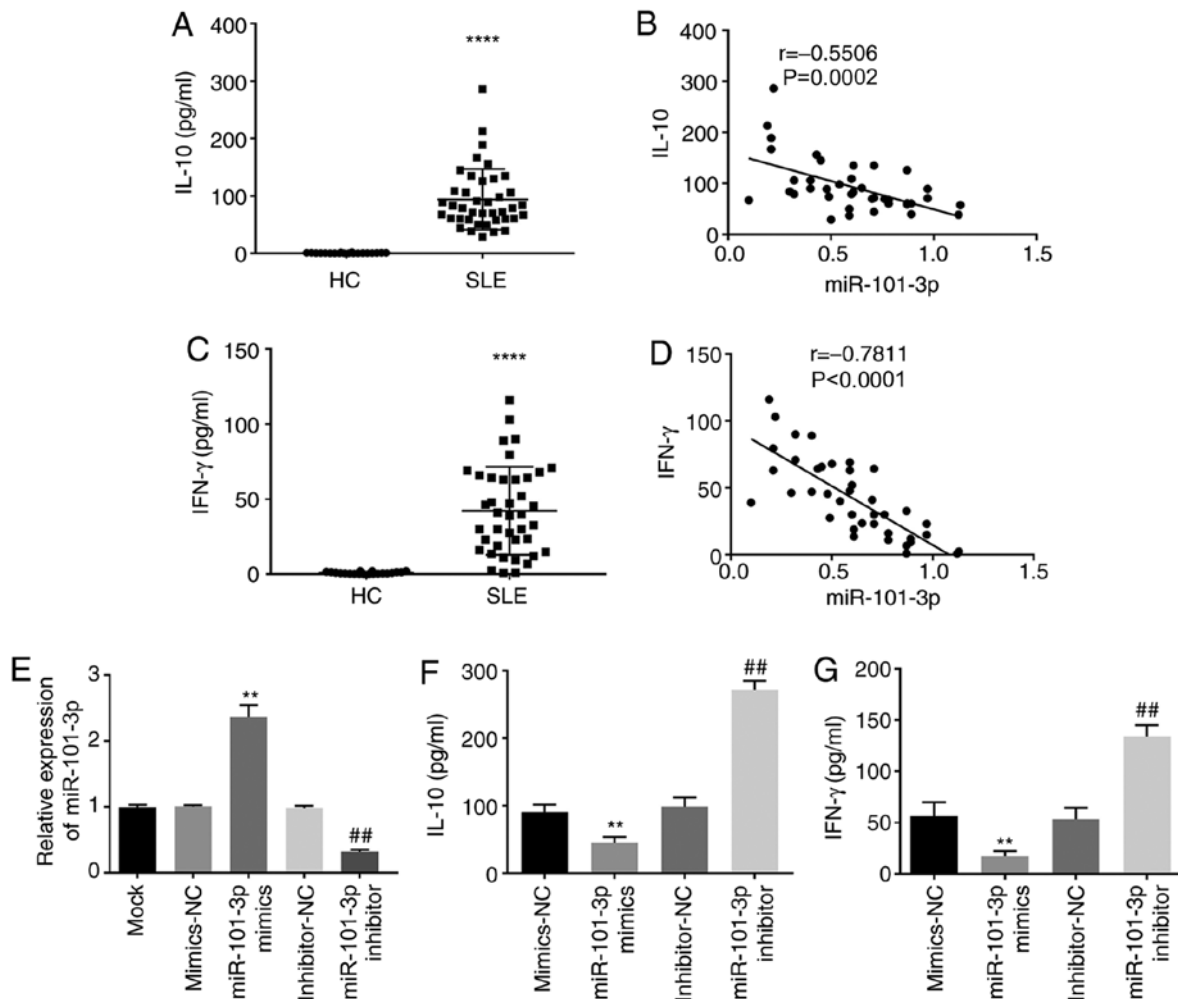 A
IL-10 (pg/ml)
400
300
200
100
0
****
HC
SLE
B
IL-10
400
300
200
100
0
r=–0.5506
P=0.0002
0.0
0.5
1.0
1.5
miR-101-3p
C
IFN-γ (pg/ml)
150
100
50
0
****
HC
SLE
D
IFN-γ
150
100
50
0
r=–0.7811
P<0.0001
0.0
0.5
1.0
1.5
miR-101-3p
E
Relative expression
of miR-101-3p
3
2
1
0
**
##
Mock
Mimics-NC
miR-101-3p
mimics
Inhibitor-NC
miR-101-3p
inhibitor
F
IL-10 (pg/ml)
300
200
100
0
**
##
Mimics-NC
miR-101-3p
mimics
Inhibitor-NC
miR-101-3p
inhibitor
G
IFN-γ (pg/ml)
200
150
100
50
0
**
##
Mimics-NC
miR-101-3p
mimics
Inhibitor-NC
miR-101-3p
inhibitor